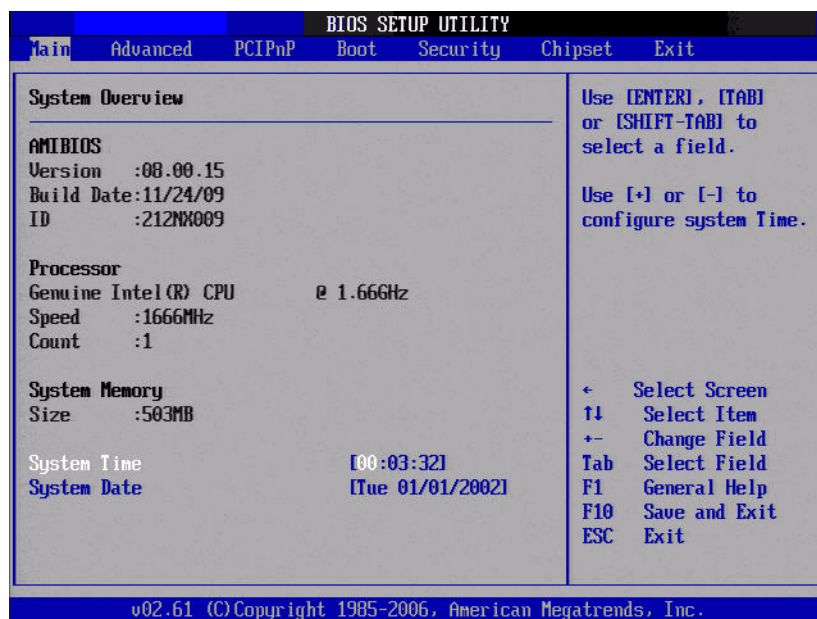 BIOS SETUP UTILITY
Main Advanced PCIPnP Boot Security Chipset Exit
System Overview
AMIBIOS
Version :08.00.15
Build Date:11/24/09
ID :212NX009
Processor
Genuine Intel(R) CPU @ 1.66GHz
Speed :1666MHz
Count :1
System Memory
Size :503MB
System Time [00:03:32]
System Date [Tue 01/01/2002]
Use [ENTER], [TAB]
or [SHIFT-TAB] to
select a field.
Use [+] or [-] to
configure system Time.
← Select Screen
↑↓ Select Item
+- Change Field
Tab Select Field
F1 General Help
F10 Save and Exit
ESC Exit
v02.61 (C)Copyright 1985-2006, American Megatrends, Inc.